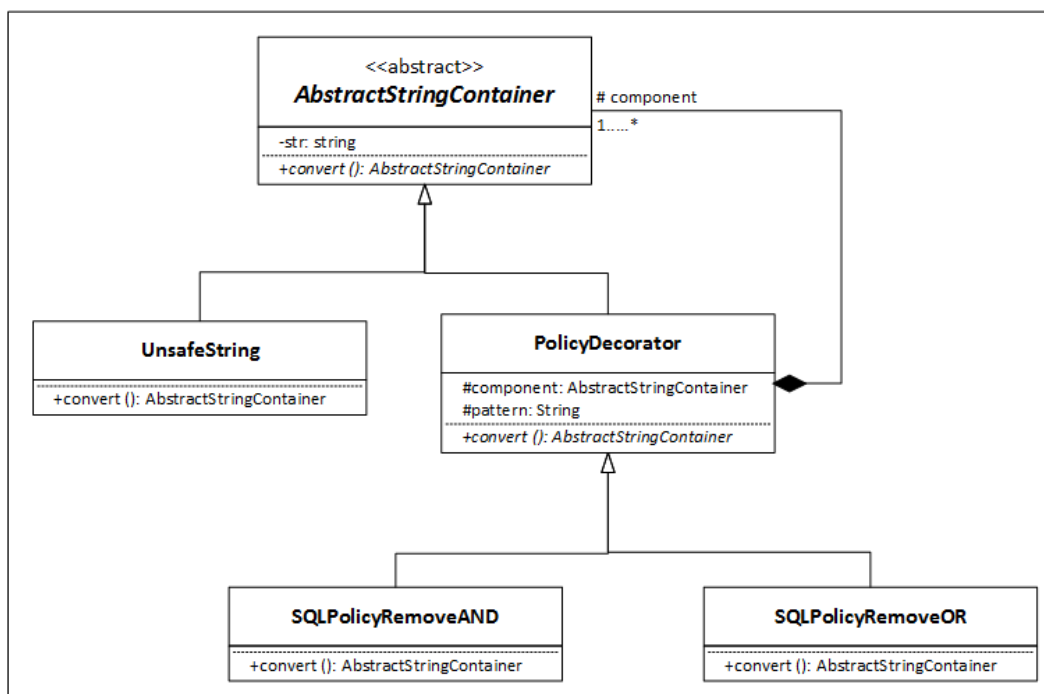 <<abstract>>
AbstractStringContainer
# component
1.....*
-str: string
+convert (): AbstractStringContainer
UnsafeString
+convert (): AbstractStringContainer
PolicyDecorator
#component: AbstractStringContainer
#pattern: String
+convert (): AbstractStringContainer
SQLPolicyRemoveAND
+convert (): AbstractStringContainer
SQLPolicyRemoveOR
+convert (): AbstractStringContainer